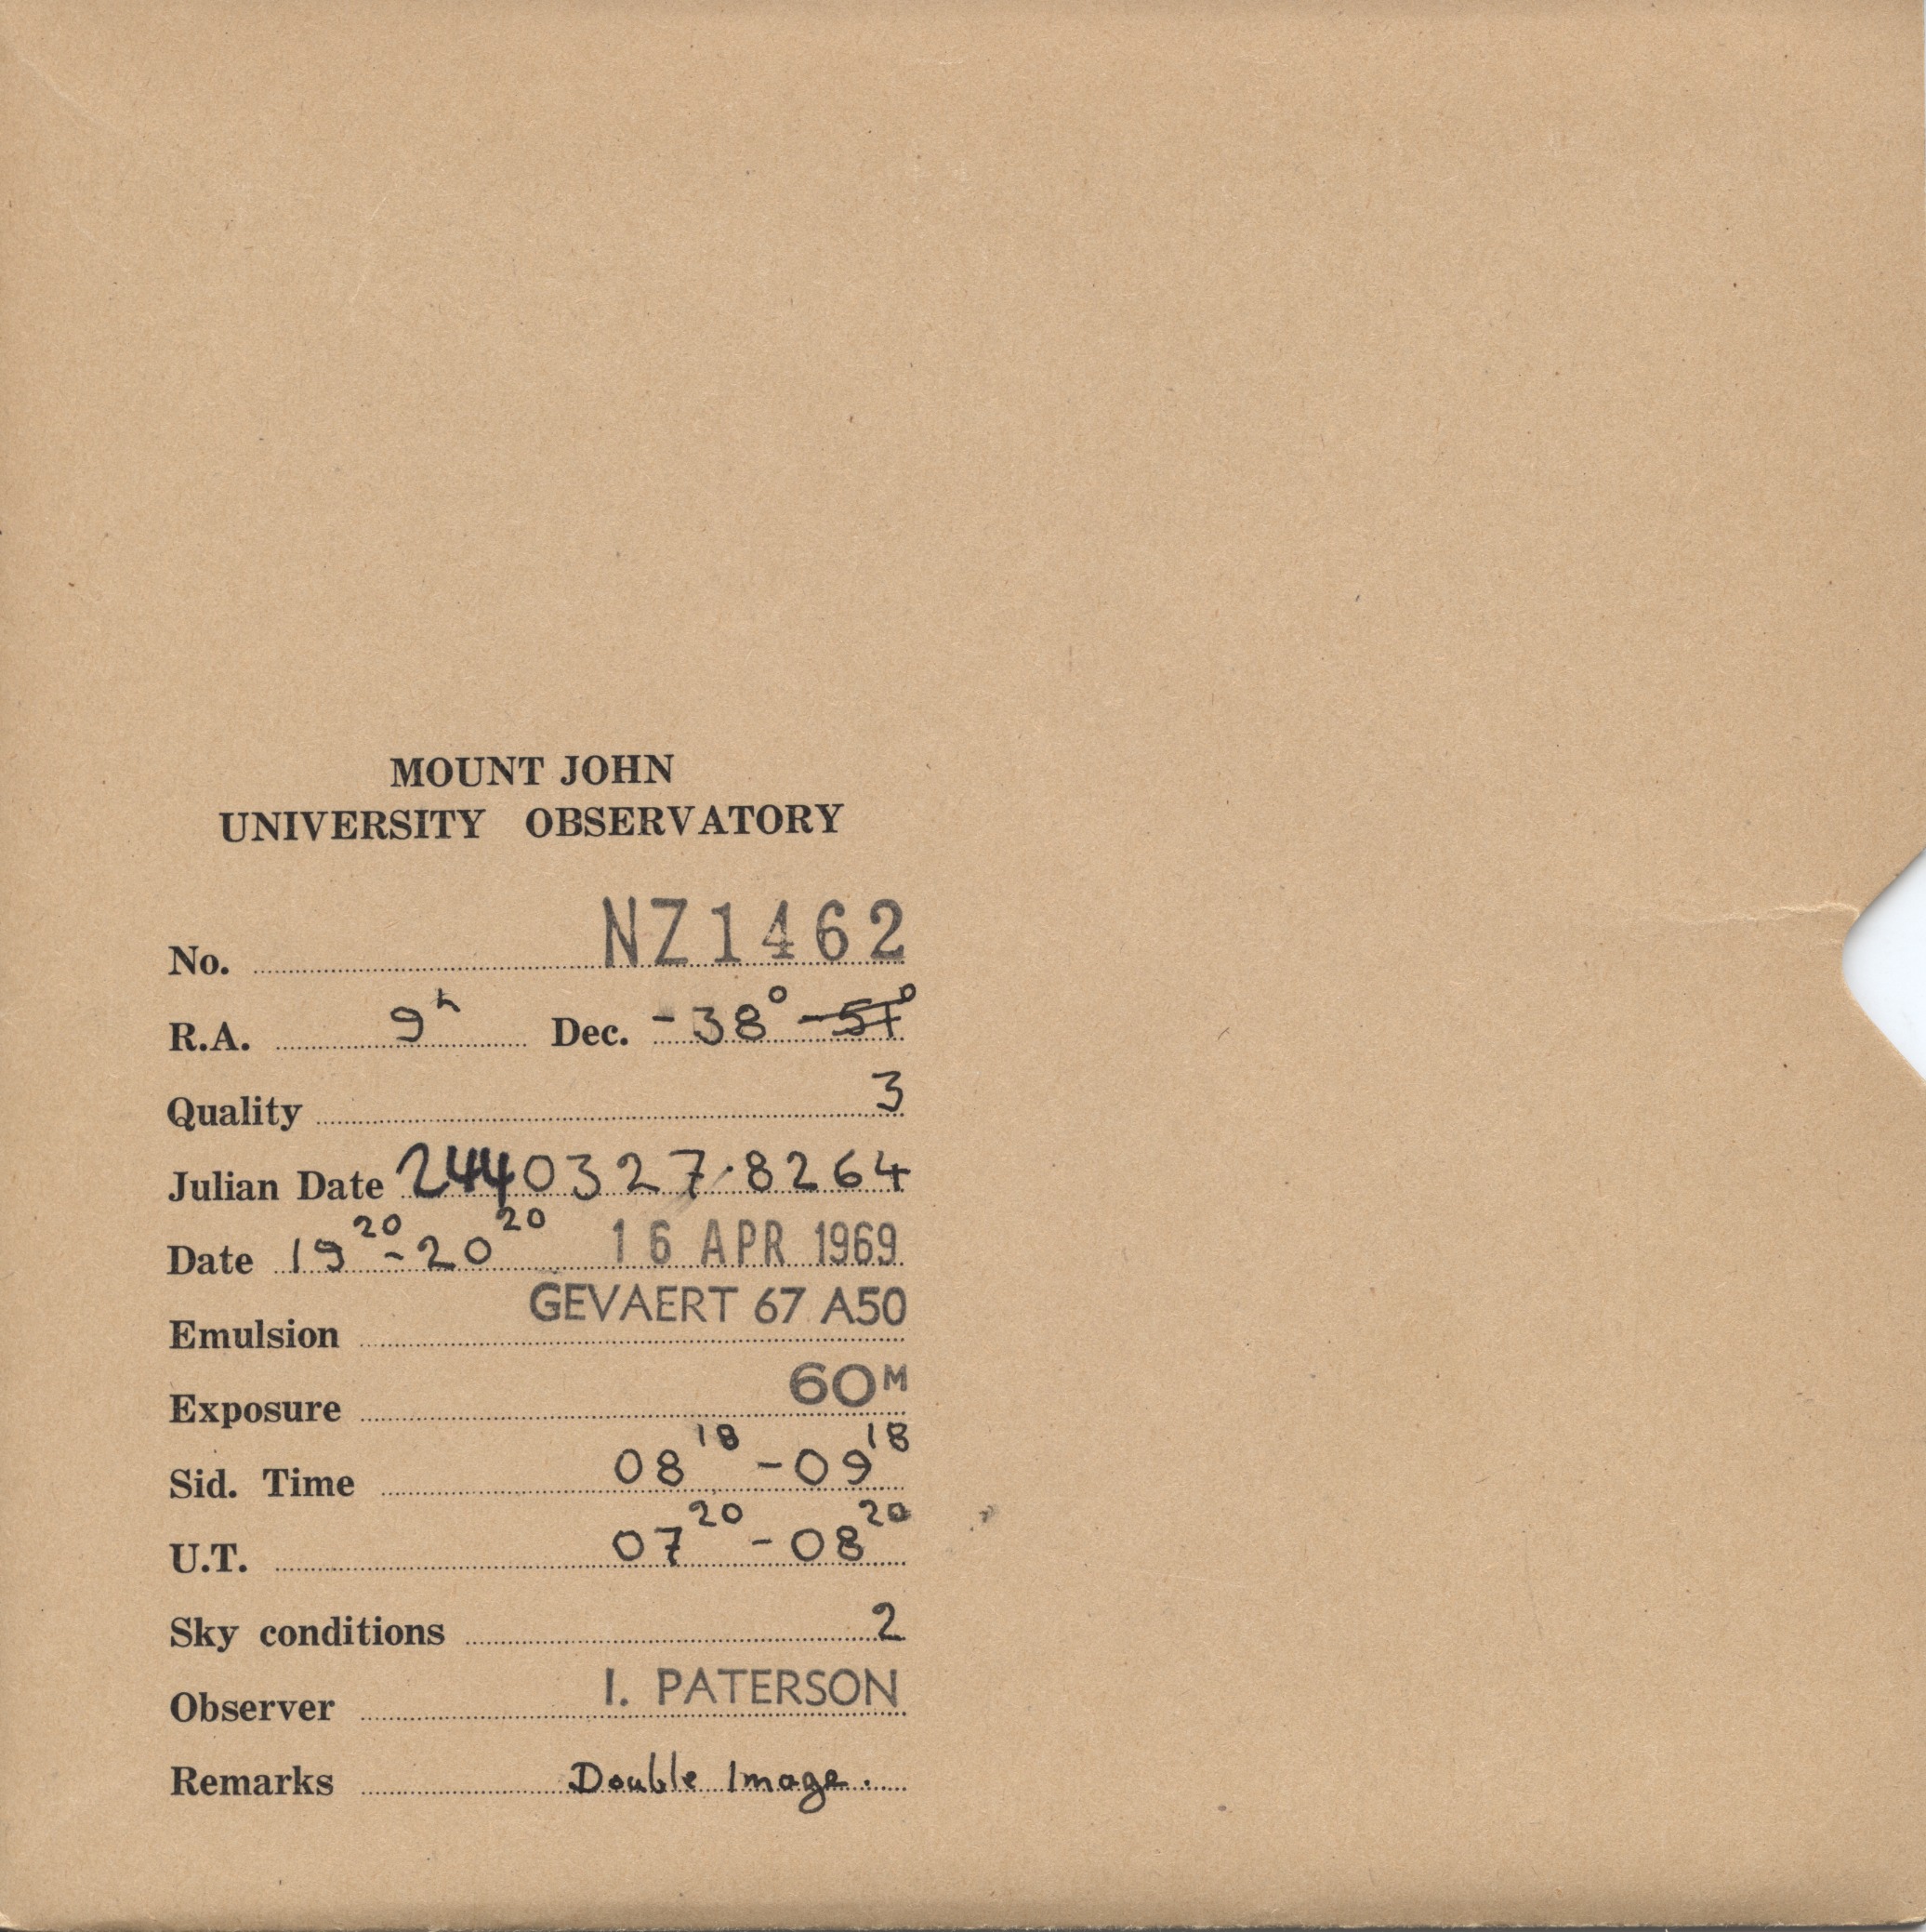 MOUNT JOHN
UNIVERSITY OBSERVATORY
No. NZ1462
R.A. 9h Dec. -38° -51°
Quality 3
Julian Date 2440327.8264
Date 19 20 - 20 20 16 APR 1969
Emulsion GEVAERT 67 A50
Exposure 60M
Sid. Time 08 18 - 09 18
U.T. 07 20 - 08 20
Sky conditions 2
Observer I. PATERSON
Remarks Double Image.